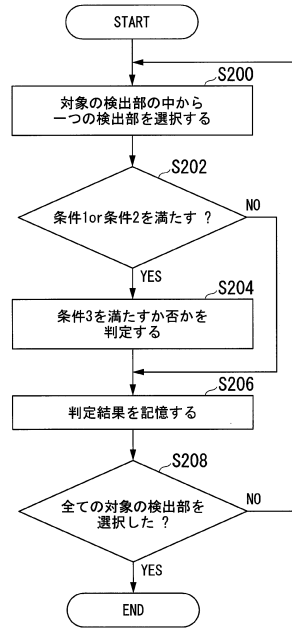 START
S200
対象の検出部の中から
一つの検出部を選択する
S202
条件1or条件2を満たす ?
NO
YES
S204
条件3を満たすか否かを
判定する
S206
判定結果を記憶する
S208
全ての対象の検出部を
選択した ?
NO
YES
END